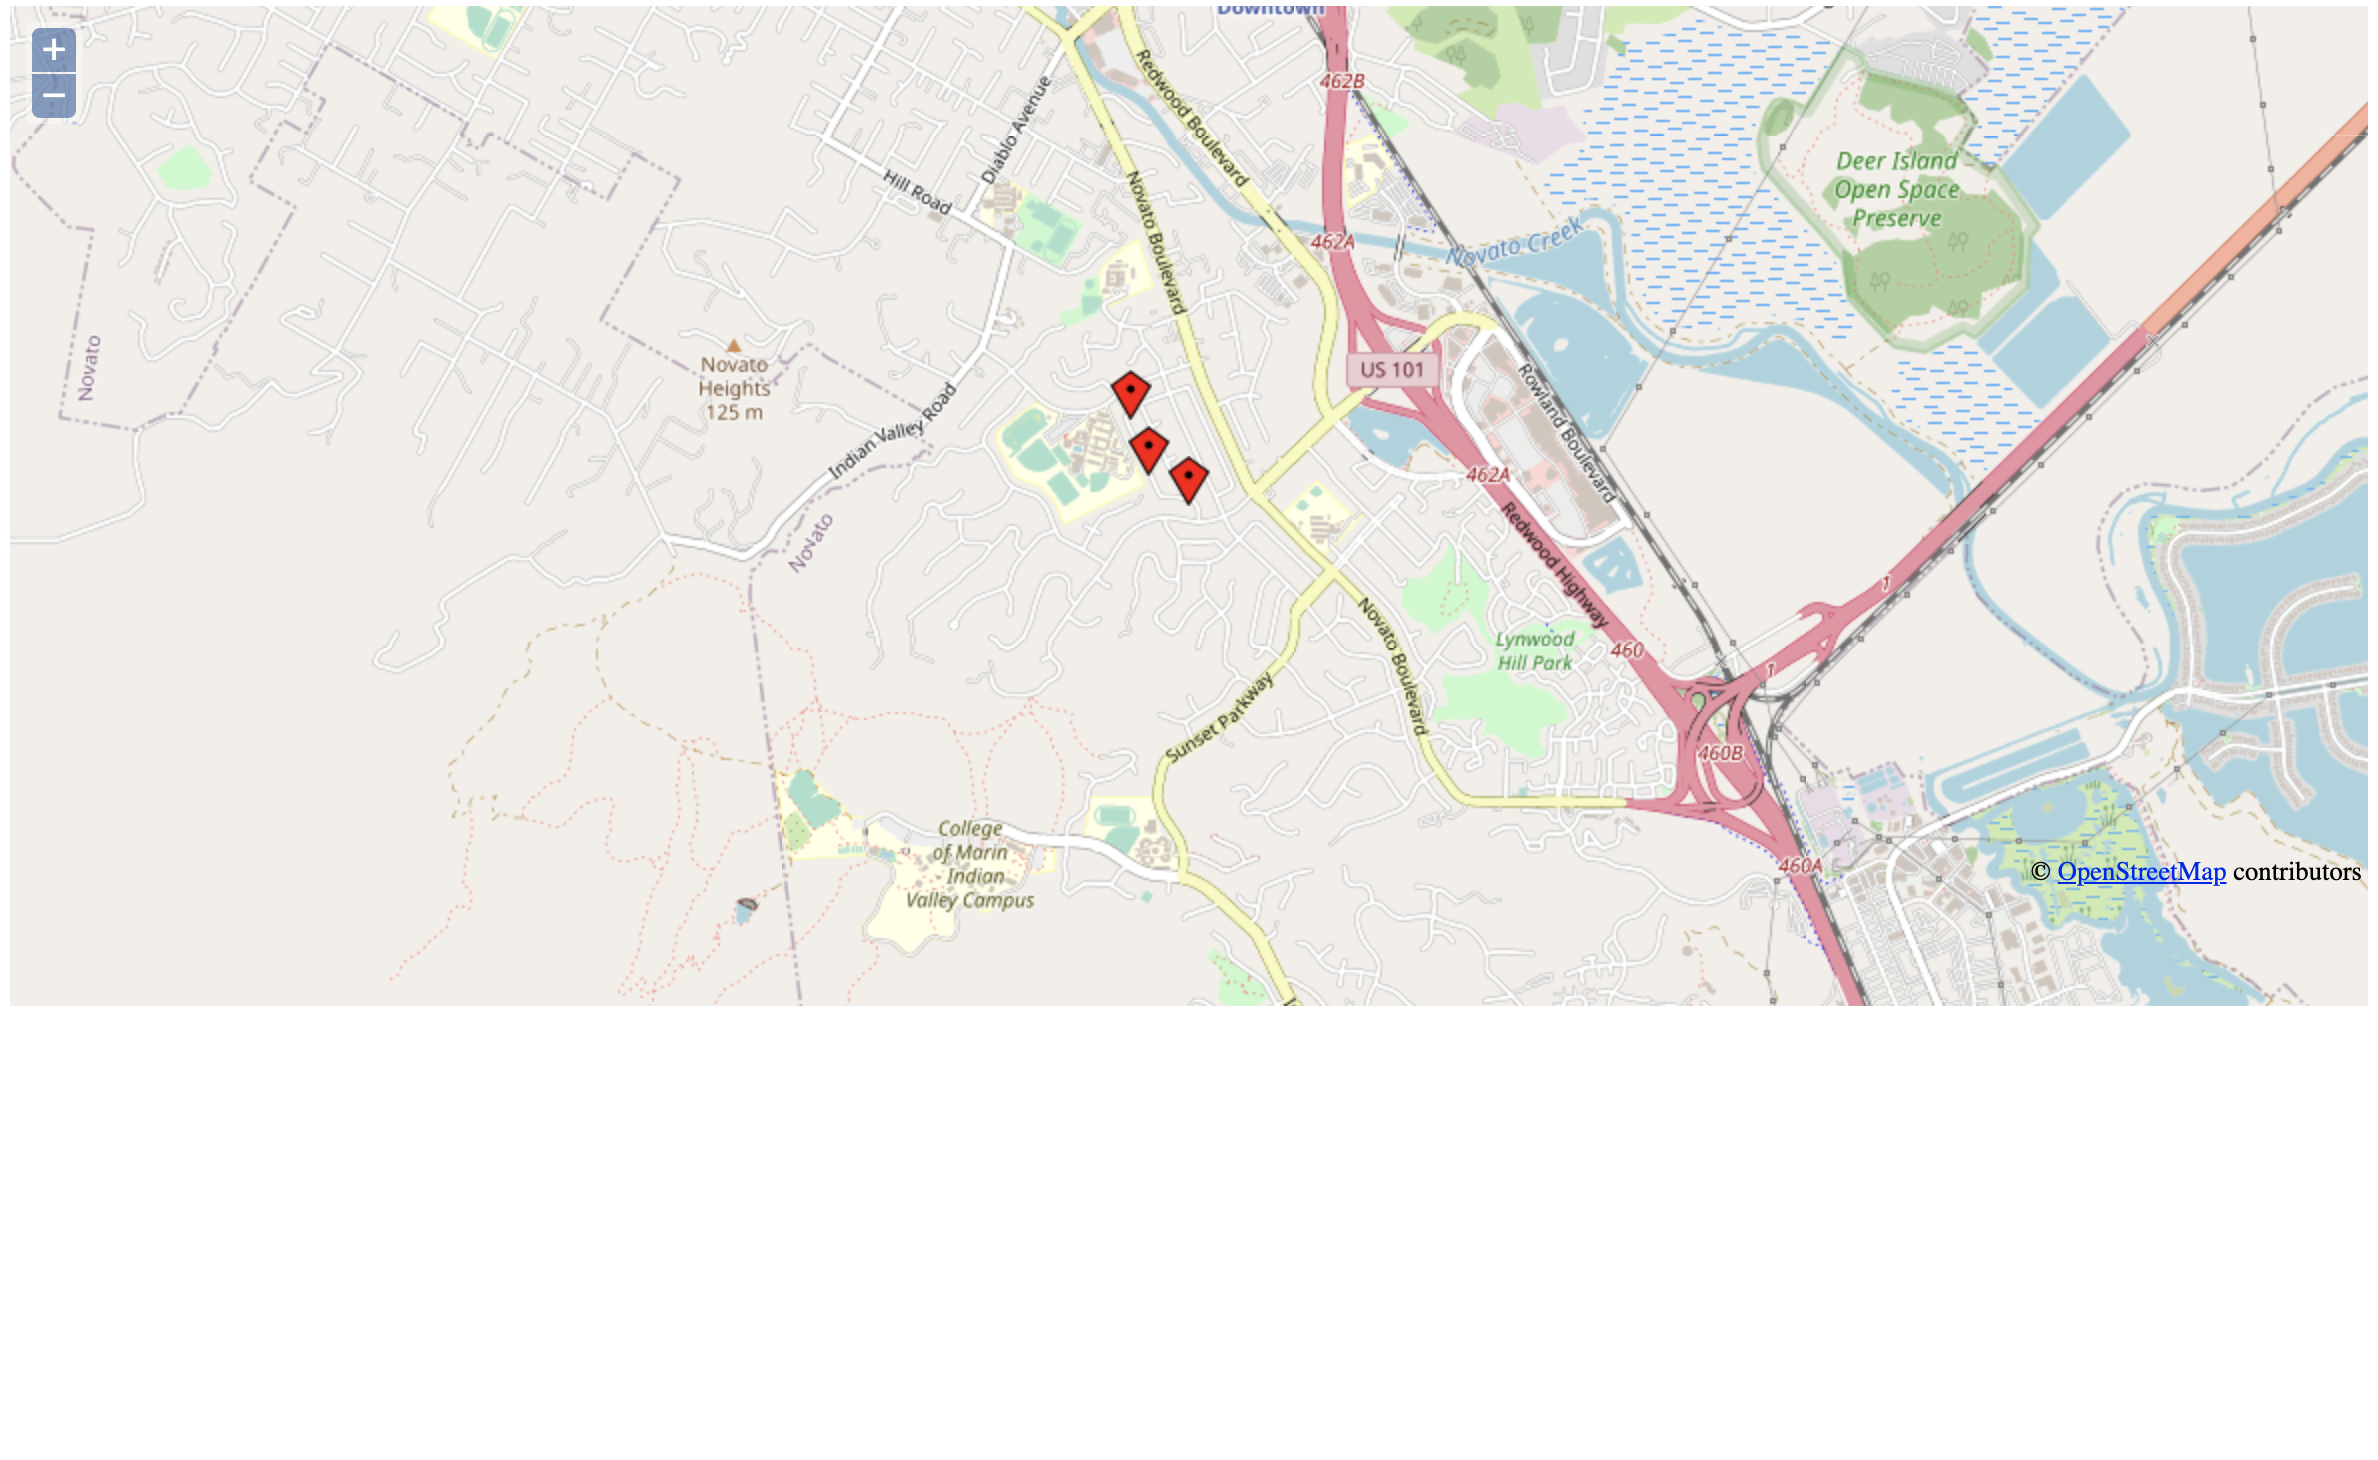 Downtown
+
−
462B
Redwood Boulevard
Diablo Avenue
Hill Road
Novato Boulevard
Deer Island
Open Space
Preserve
462A
Novato Creek
Novato
Novato
Heights
125 m
US 101
Rowland Boulevard
Indian Valley Road
462A
Novato
Redwood Highway
1
Novato Boulevard
Lynwood
Hill Park
460
1
Sunset Parkway
460B
College
of Marin
- Indian
Valley Campus
460A
© OpenStreetMap contributors